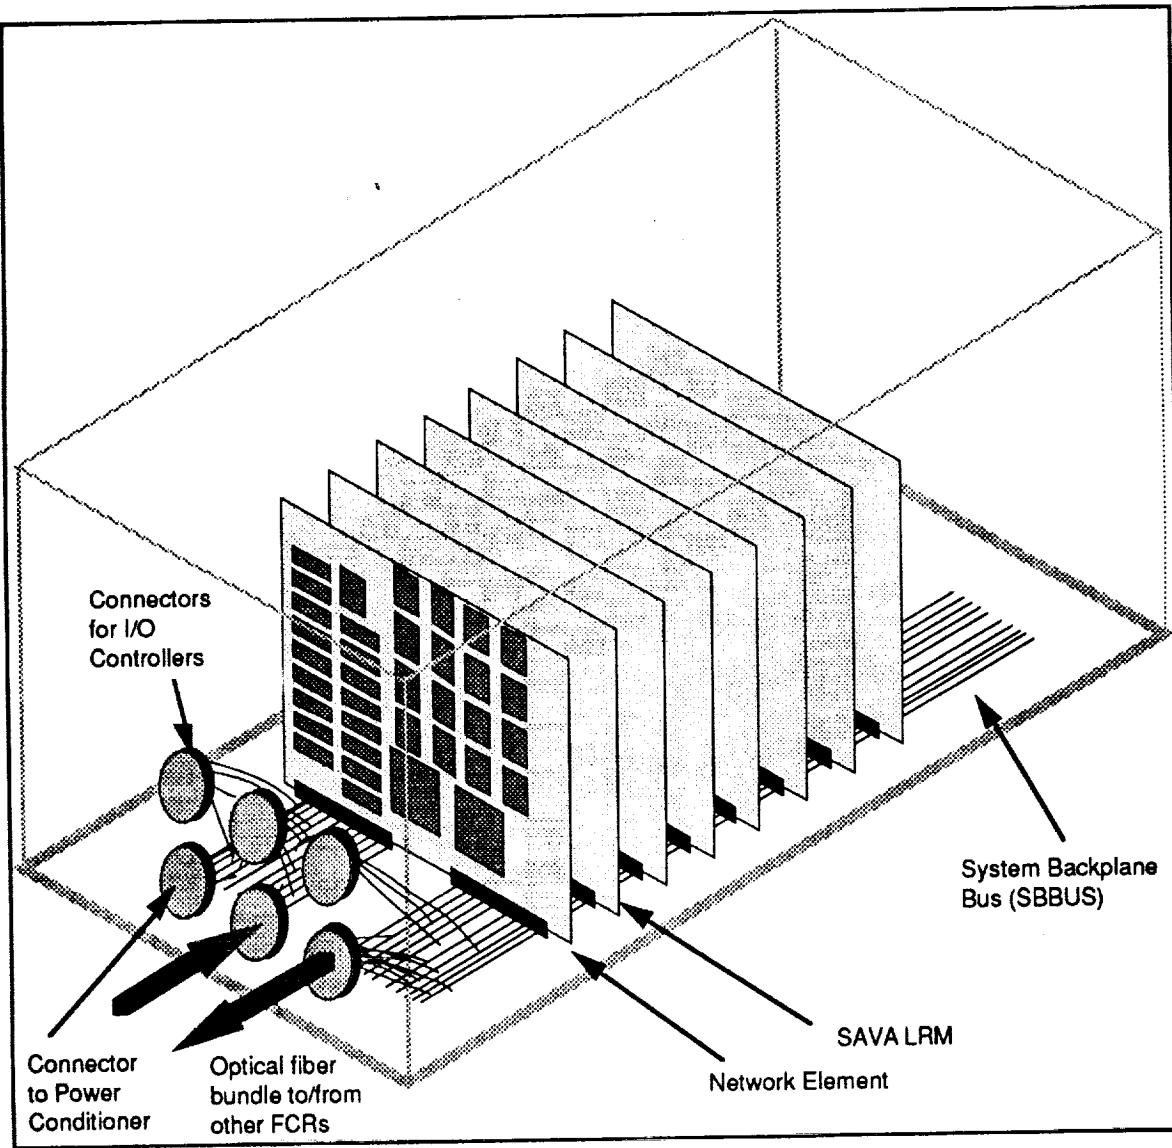 Connectors
for I/O
Controllers
System Backplane
Bus (SBBUS)
SAVA LRM
Network Element
Connector
to Power
Conditioner
Optical fiber
bundle to/from
other FCRs